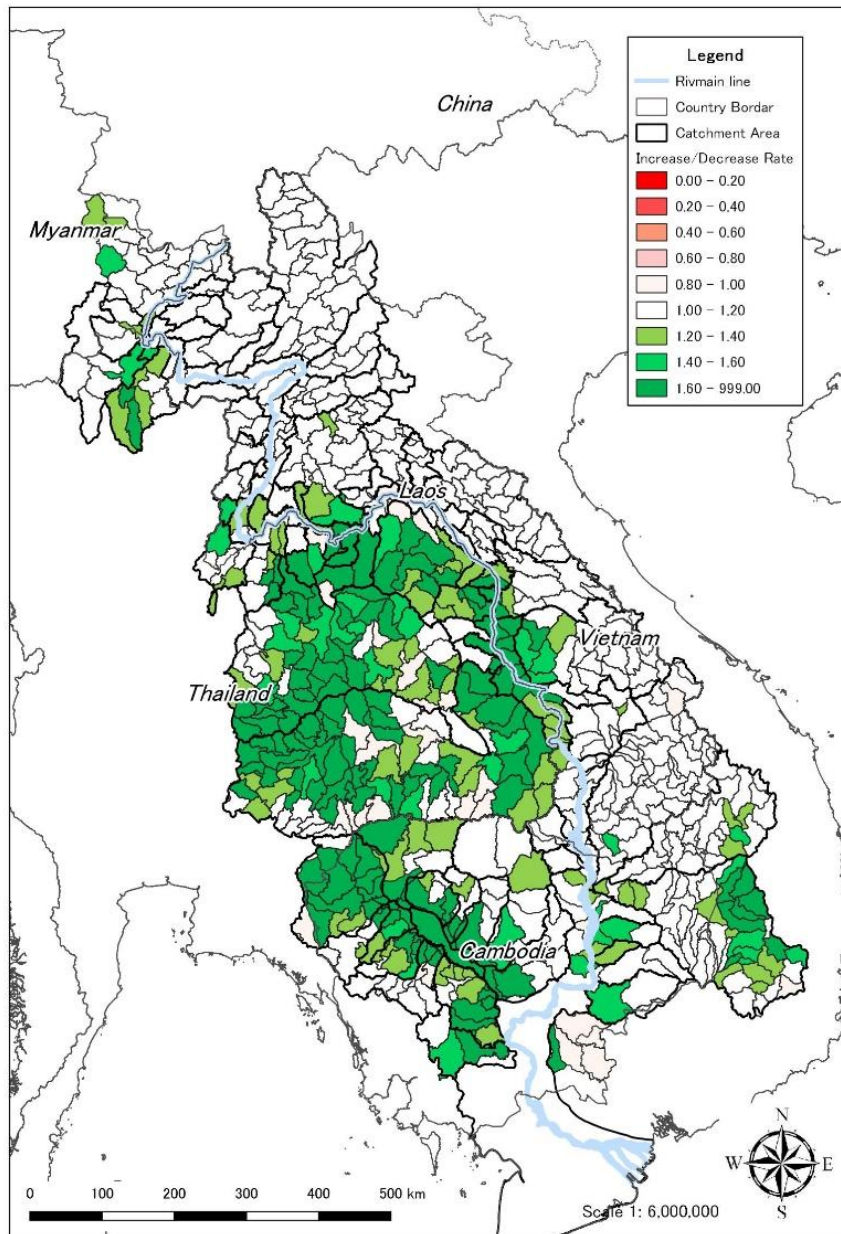 Legend
Rivmain line
Country Bordar
Catchment Area
Increase/Decrease Rate
0.00 - 0.20
0.20 - 0.40
0.40 - 0.60
0.60 - 0.80
0.80 - 1.00
1.00 - 1.20
1.20 - 1.40
1.40 - 1.60
1.60 - 999.00
China
Myanmar
Laos
Vietnam
Thailand
Cambodia
N
W E
S
0 100 200 300 400 500 km
Scale 1: 6,000,000